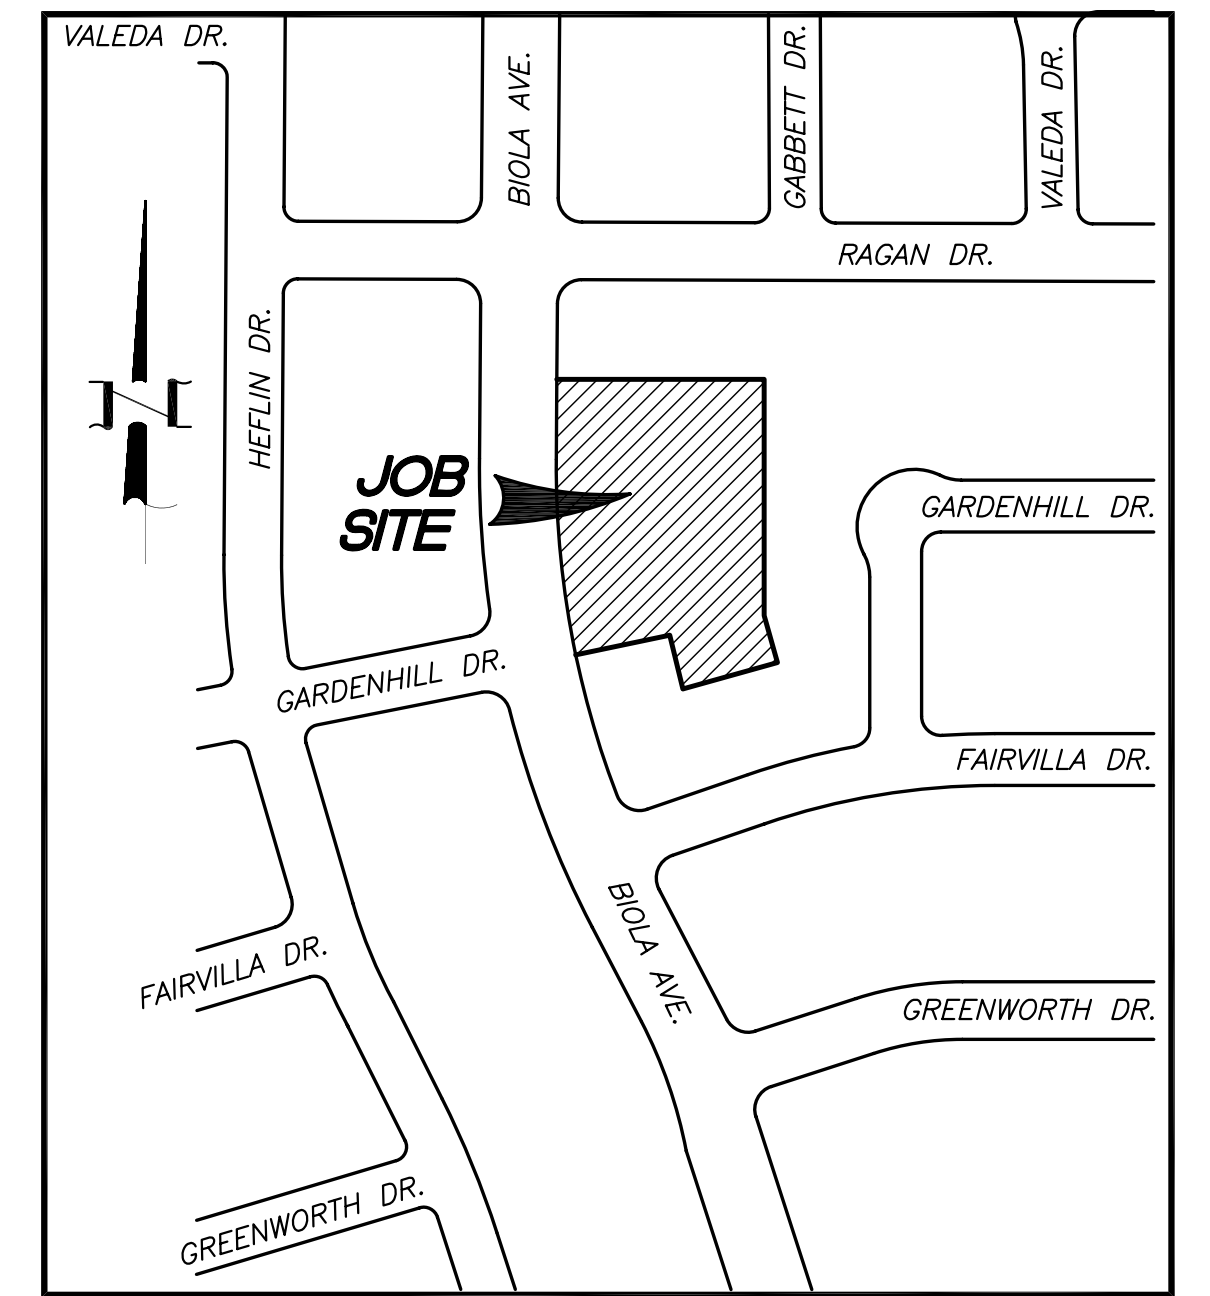 VALEDA DR.
BIOLA AVE.
GABBETT DR.
VALEDA DR.
RAGAN DR.
HEFLIN DR.
N
JOB
SITE
GARDENHILL DR.
GARDENHILL DR.
FAIRVILLA DR.
BIOLA AVE.
FAIRVILLA DR.
GREENWORTH DR.
GREENWORTH DR.